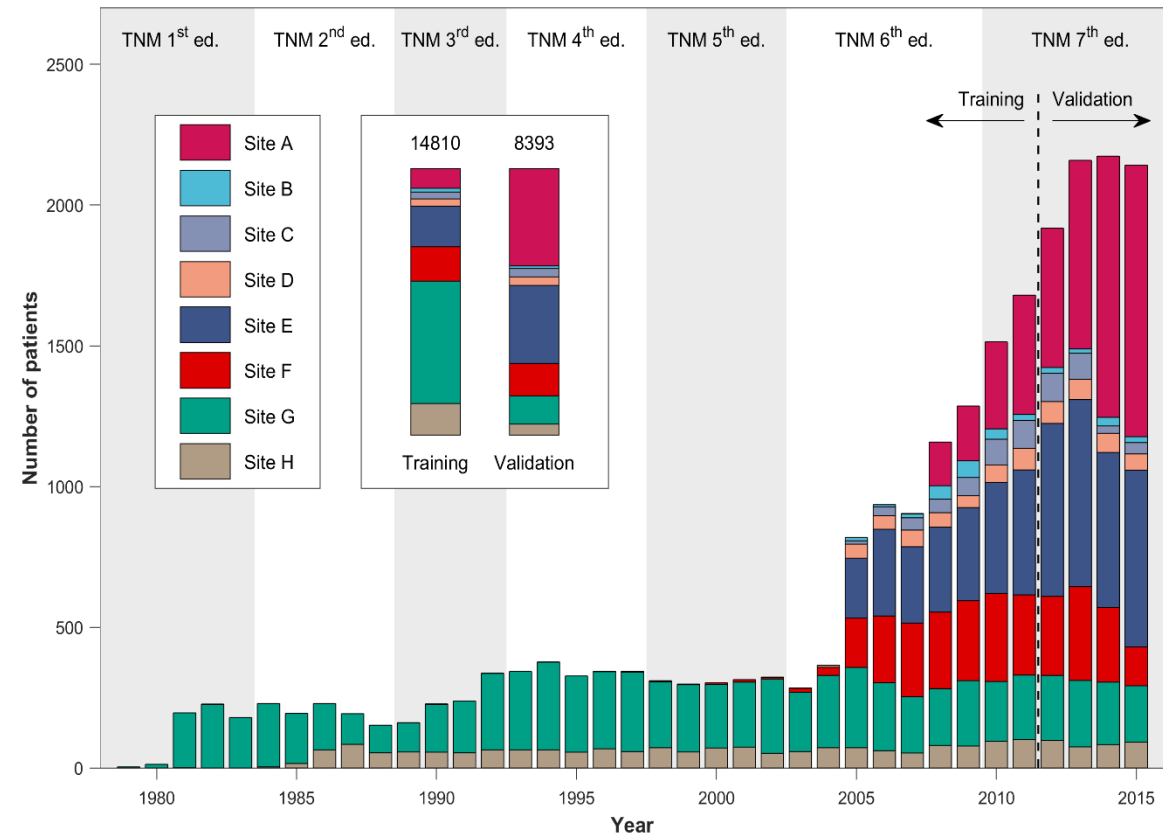 TNM 1st ed.
TNM 2nd ed.
TNM 3rd ed.
TNM 4th ed.
TNM 5th ed.
TNM 6th ed.
TNM 7th ed.
Training
Validation
Site A
Site B
Site C
Site D
Site E
Site F
Site G
Site H
14810
8393
Training
Validation
Number of patients
2500
2000
1500
1000
500
0
1980
1985
1990
1995
2000
2005
2010
2015
Year